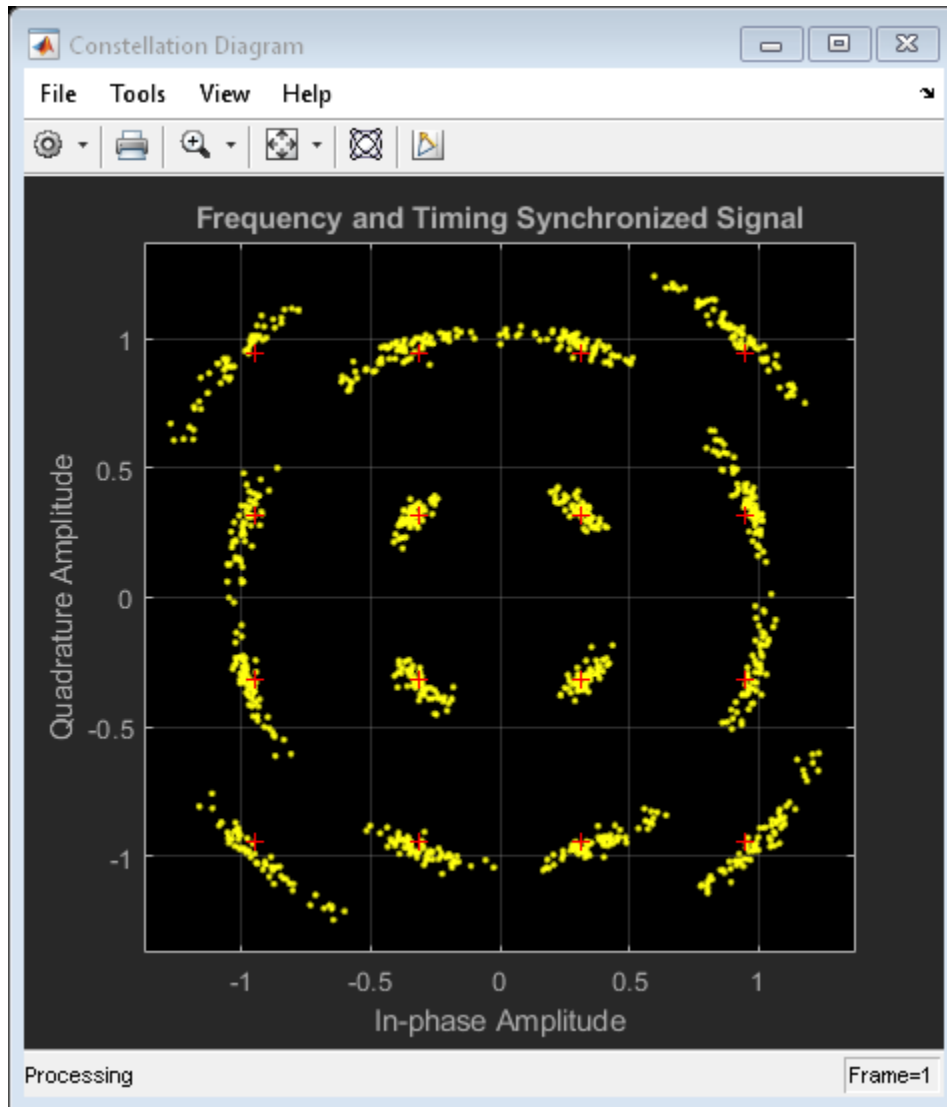 Constellation Diagram
File Tools View Help
Frequency and Timing Synchronized Signal
1
0.5
0
-0.5
-1
Quadrature Amplitude
-1 -0.5 0 0.5 1
In-phase Amplitude
Processing Frame=1